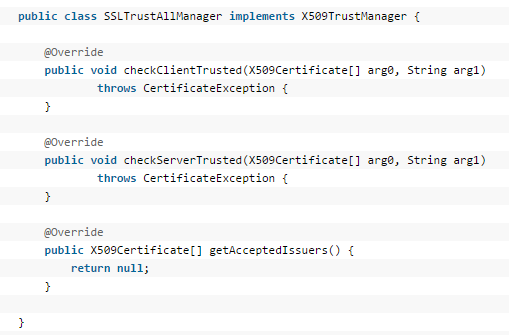 public class SSLTrustAllManager implements X509TrustManager {
@Override
public void checkClientTrusted(X509Certificate[] arg0, String arg1)
throws CertificateException {
}
@Override
public void checkServerTrusted(X509Certificate[] arg0, String arg1)
throws CertificateException {
}
@Override
public X509Certificate[] getAcceptedIssuers() {
return null;
}
}